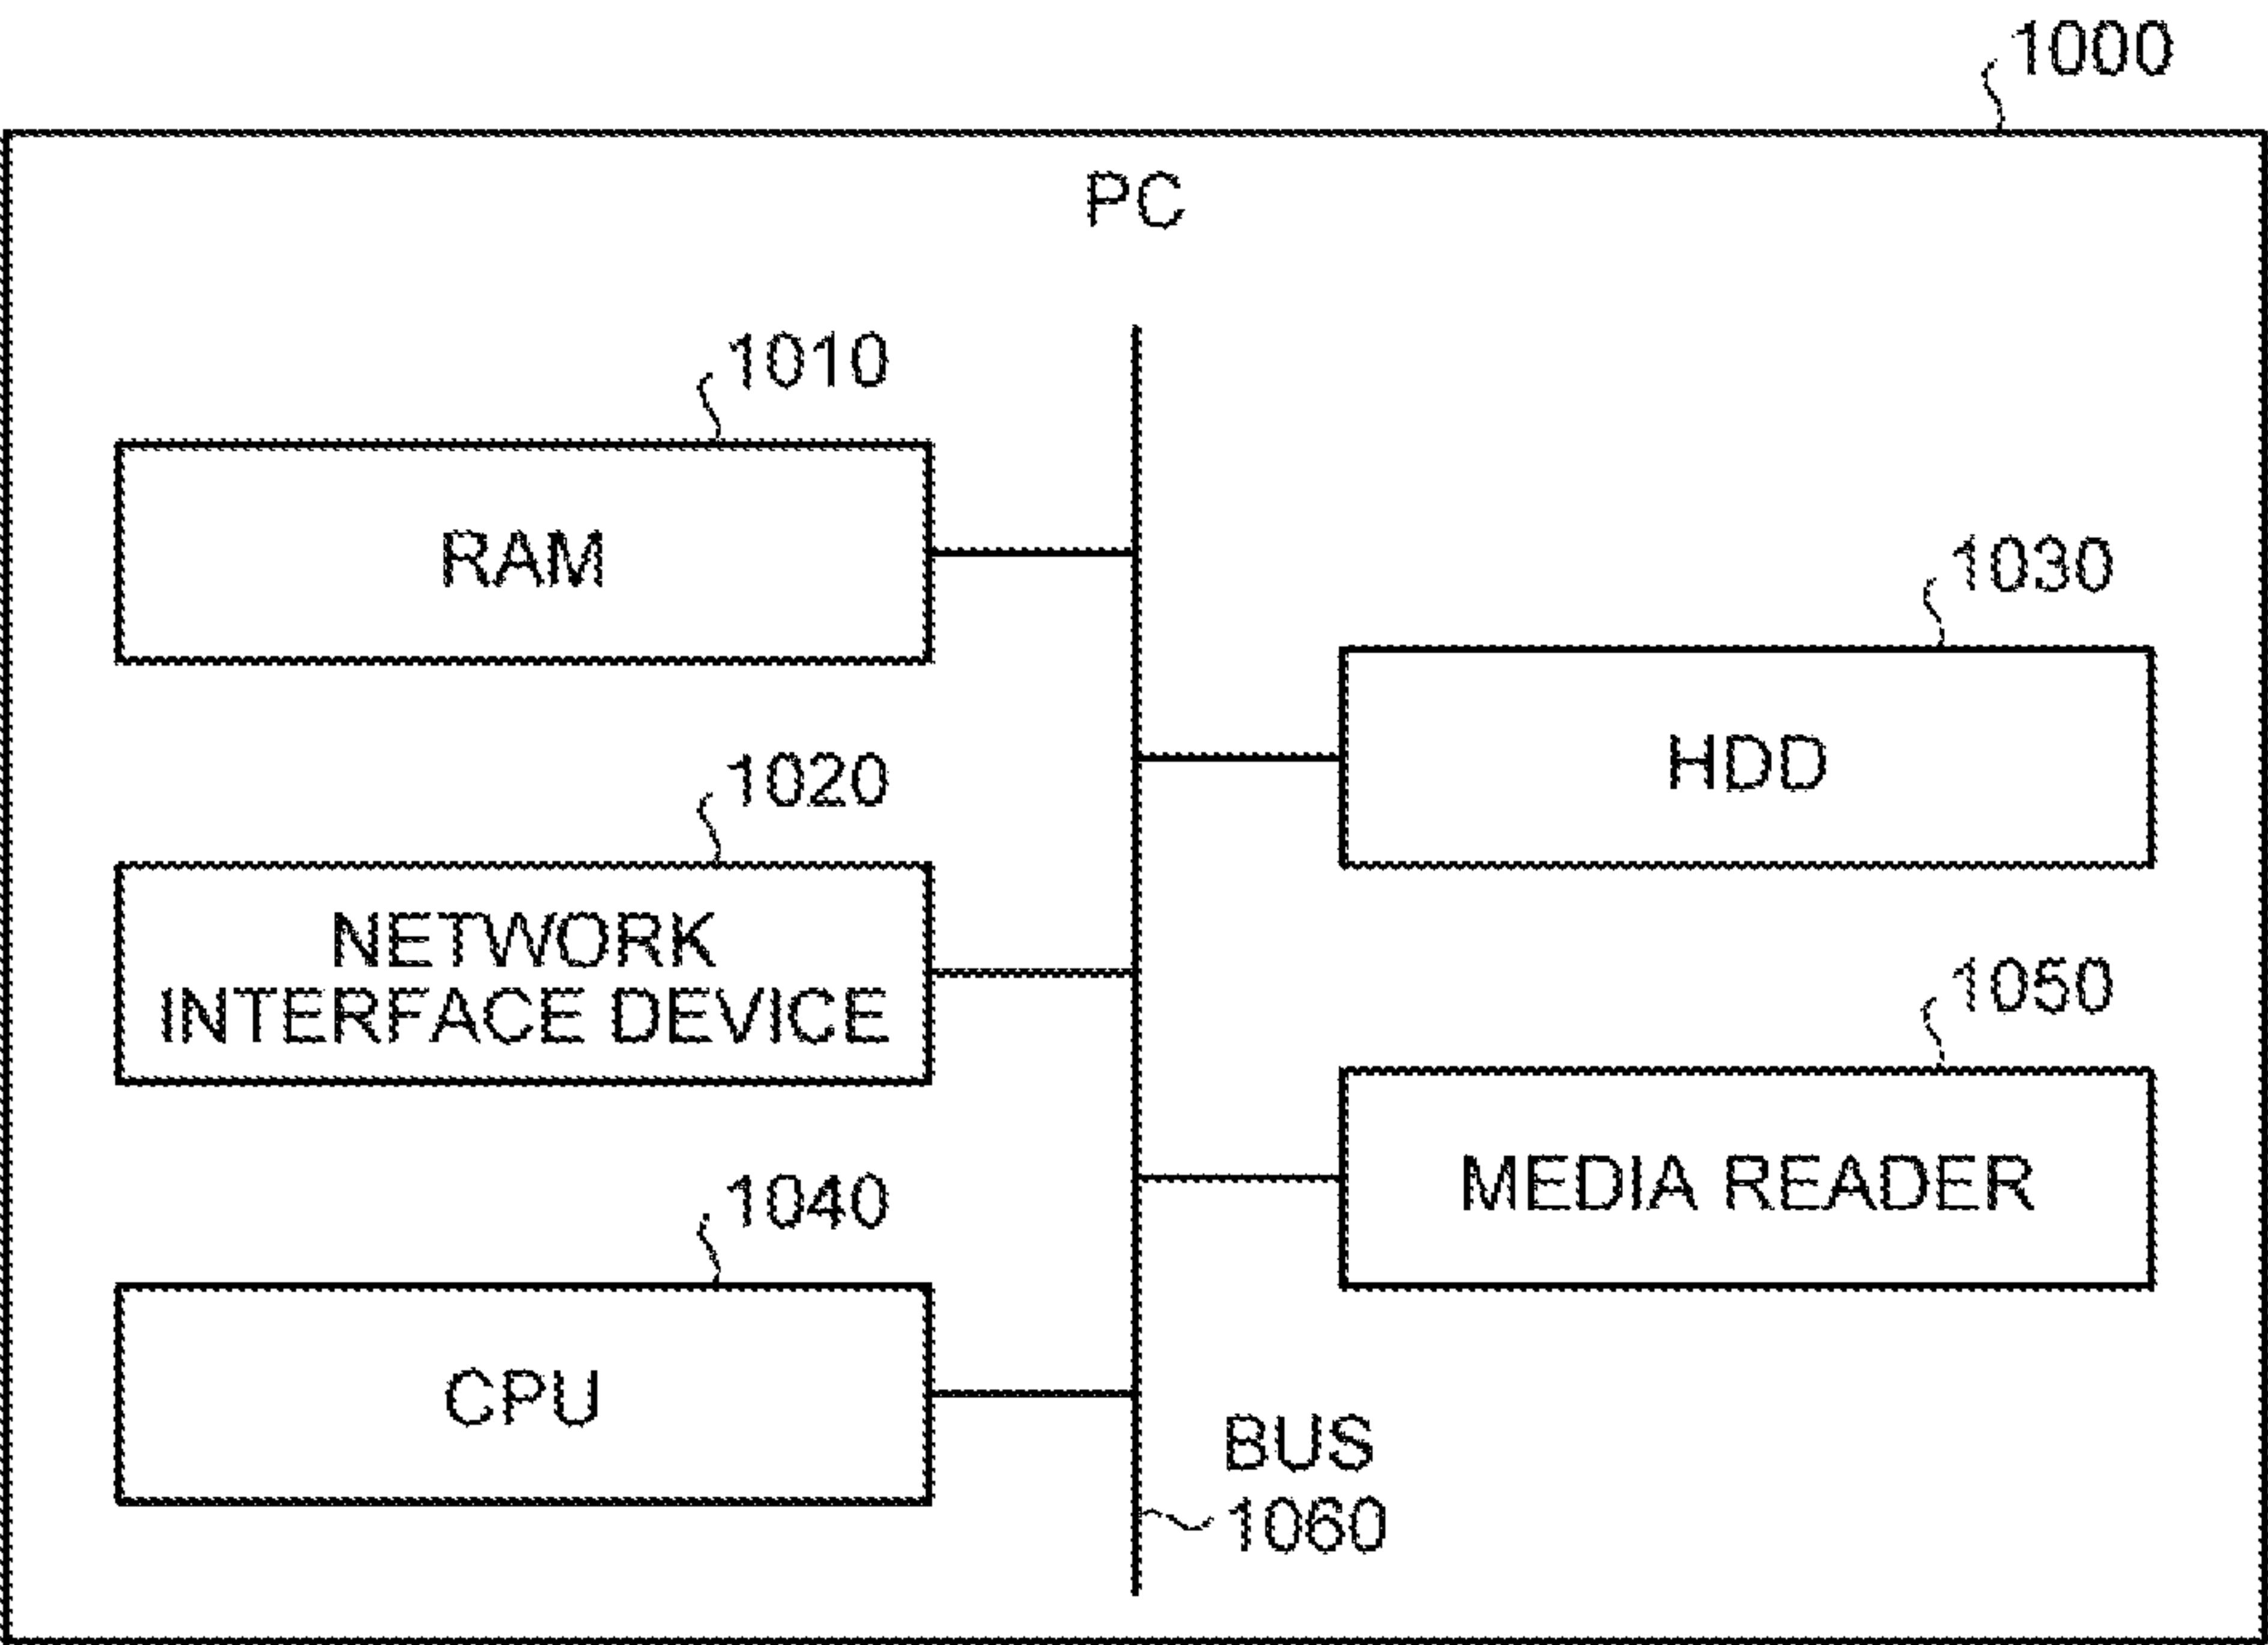 1000
PC
1010
RAM
1030
HDD
1020
NETWORK
INTERFACE DEVICE
1050
MEDIA READER
1040
CPU
BUS
1060